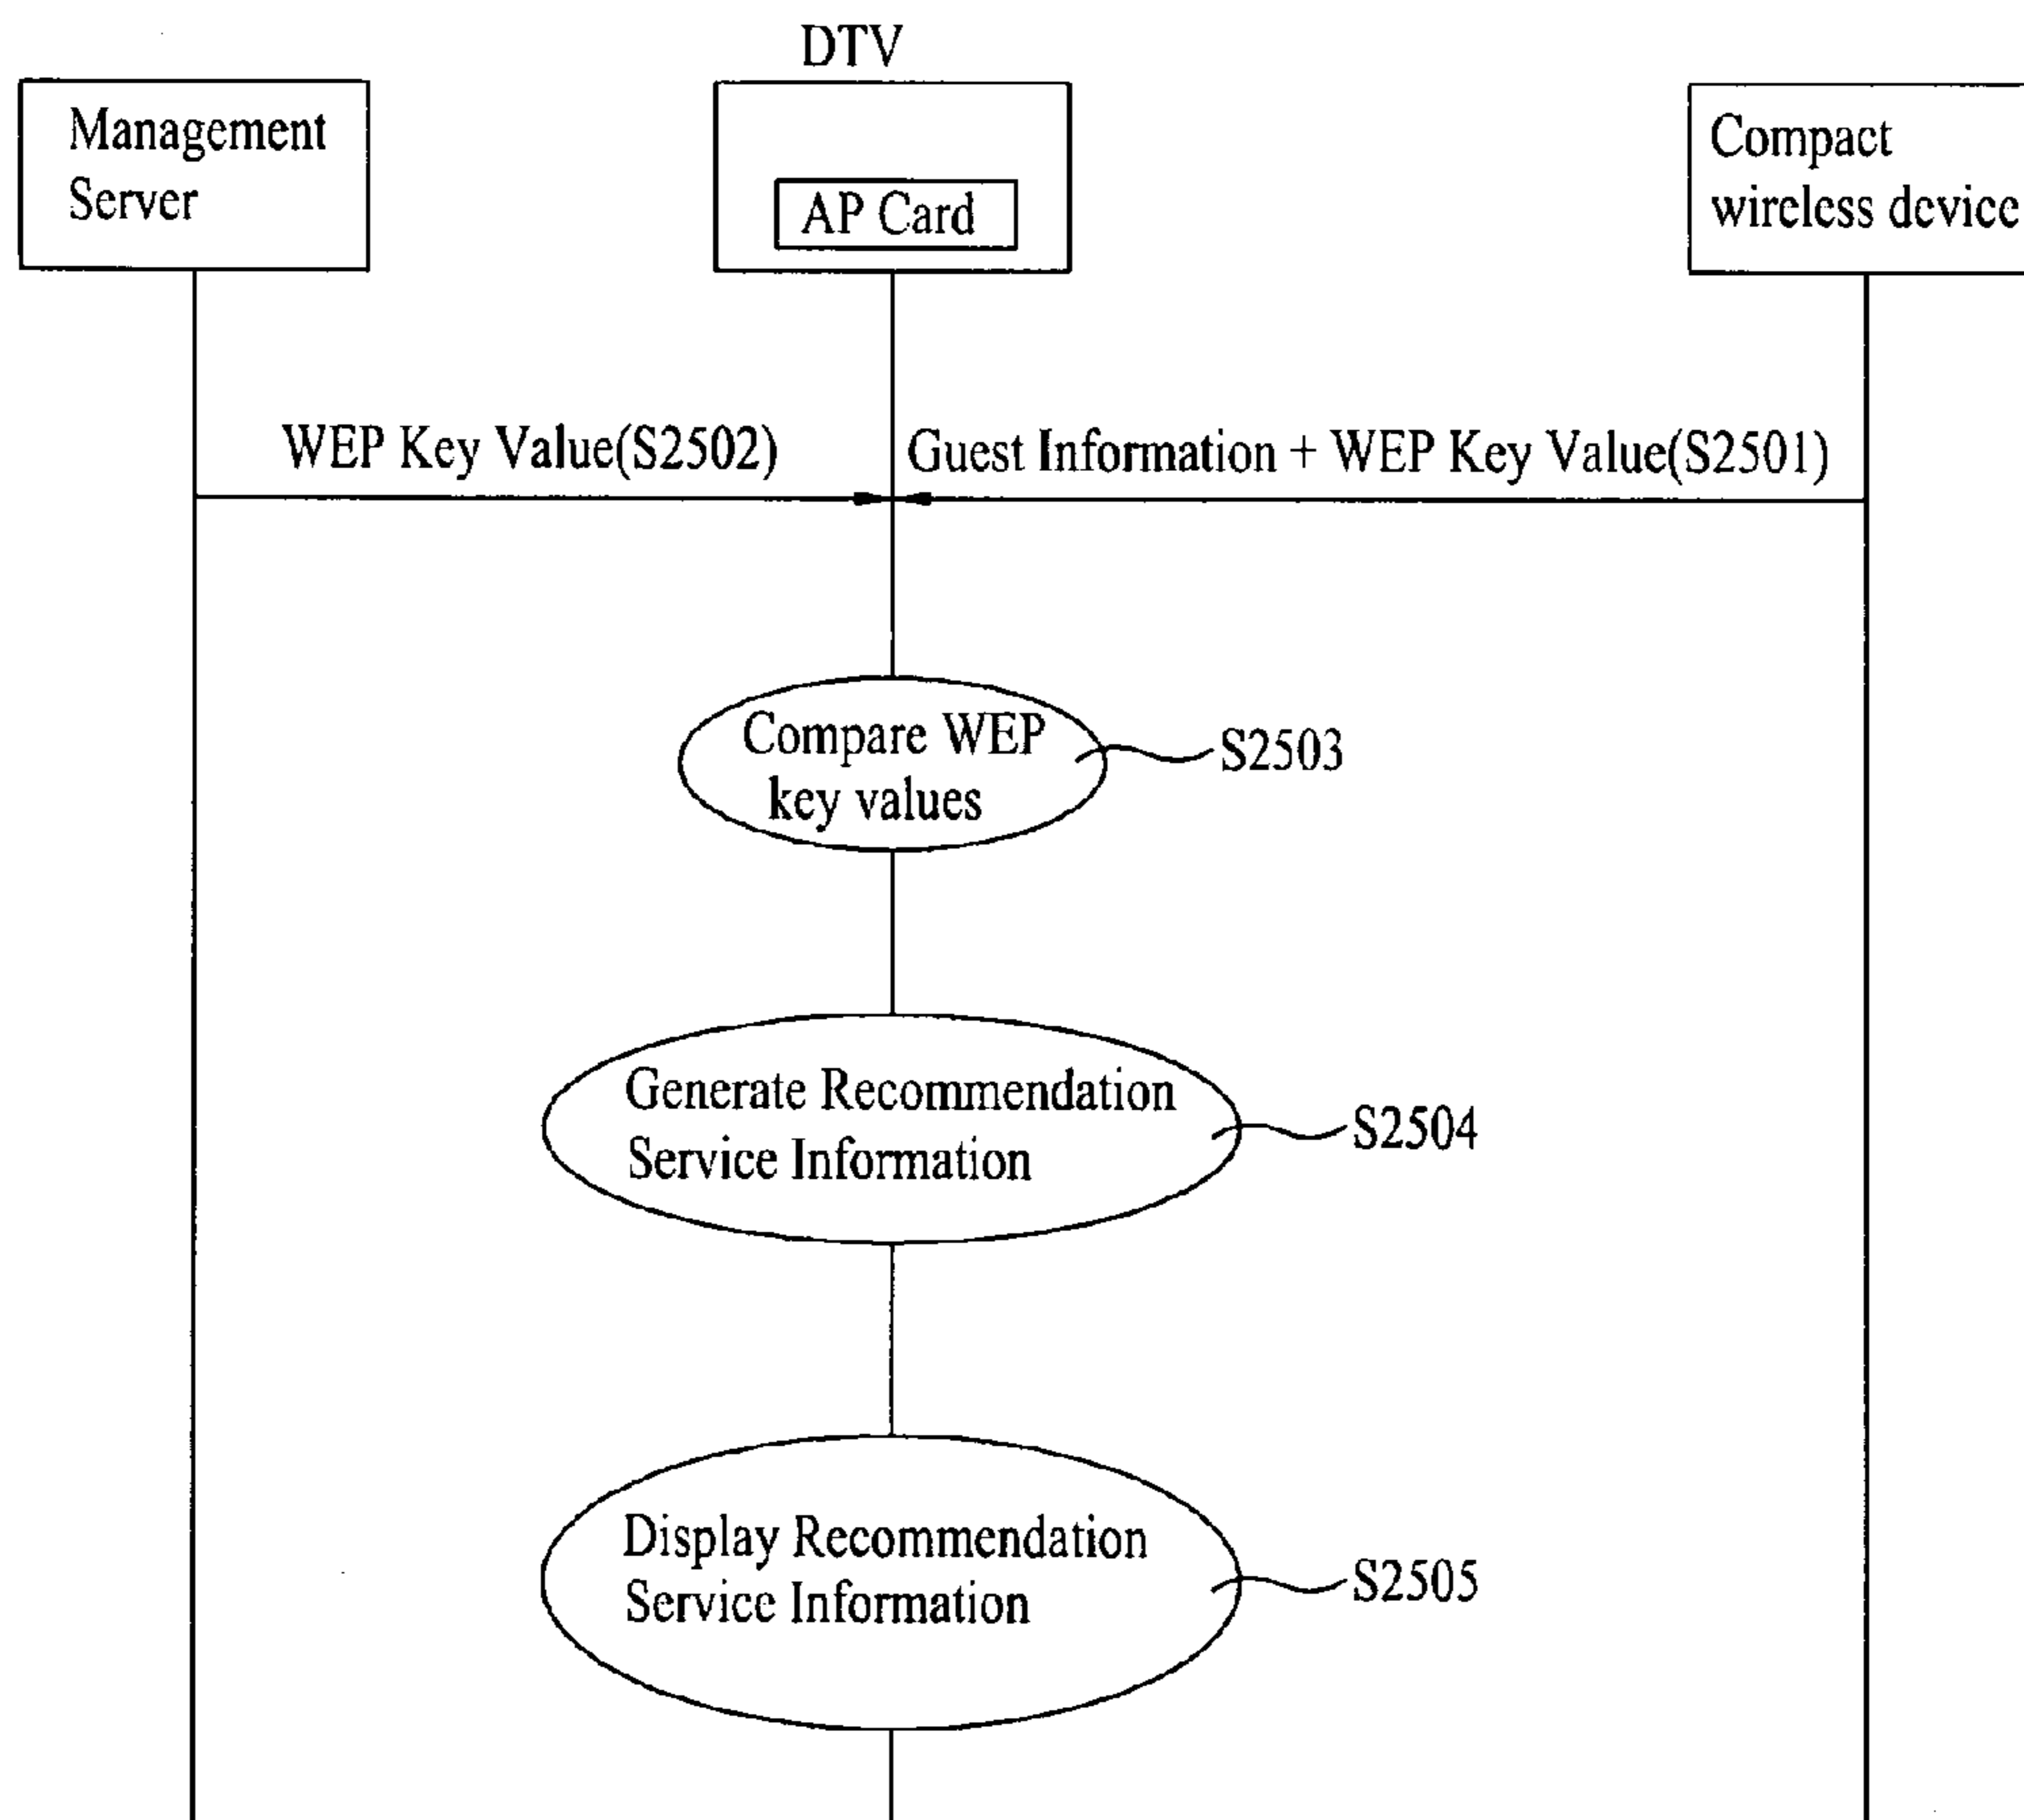 DTV
Management
Server
AP Card
Compact
wireless device
WEP Key Value(S2502)
Guest Information + WEP Key Value(S2501)
Compare WEP
key values
S2503
Generate Recommendation
Service Information
S2504
Display Recommendation
Service Information
S2505